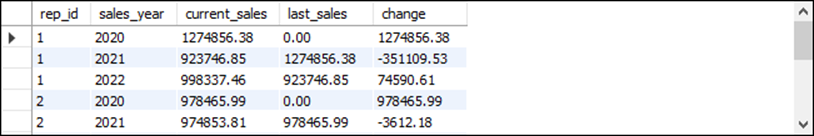 rep_id sales_year current_sales last_sales change
1 2020 1274856.38 0.00 1274856.38
1 2021 923746.85 1274856.38 -351109.53
1 2022 998337.46 923746.85 74590.61
2 2020 978465.99 0.00 978465.99
2 2021 974853.81 978465.99 -3612.18